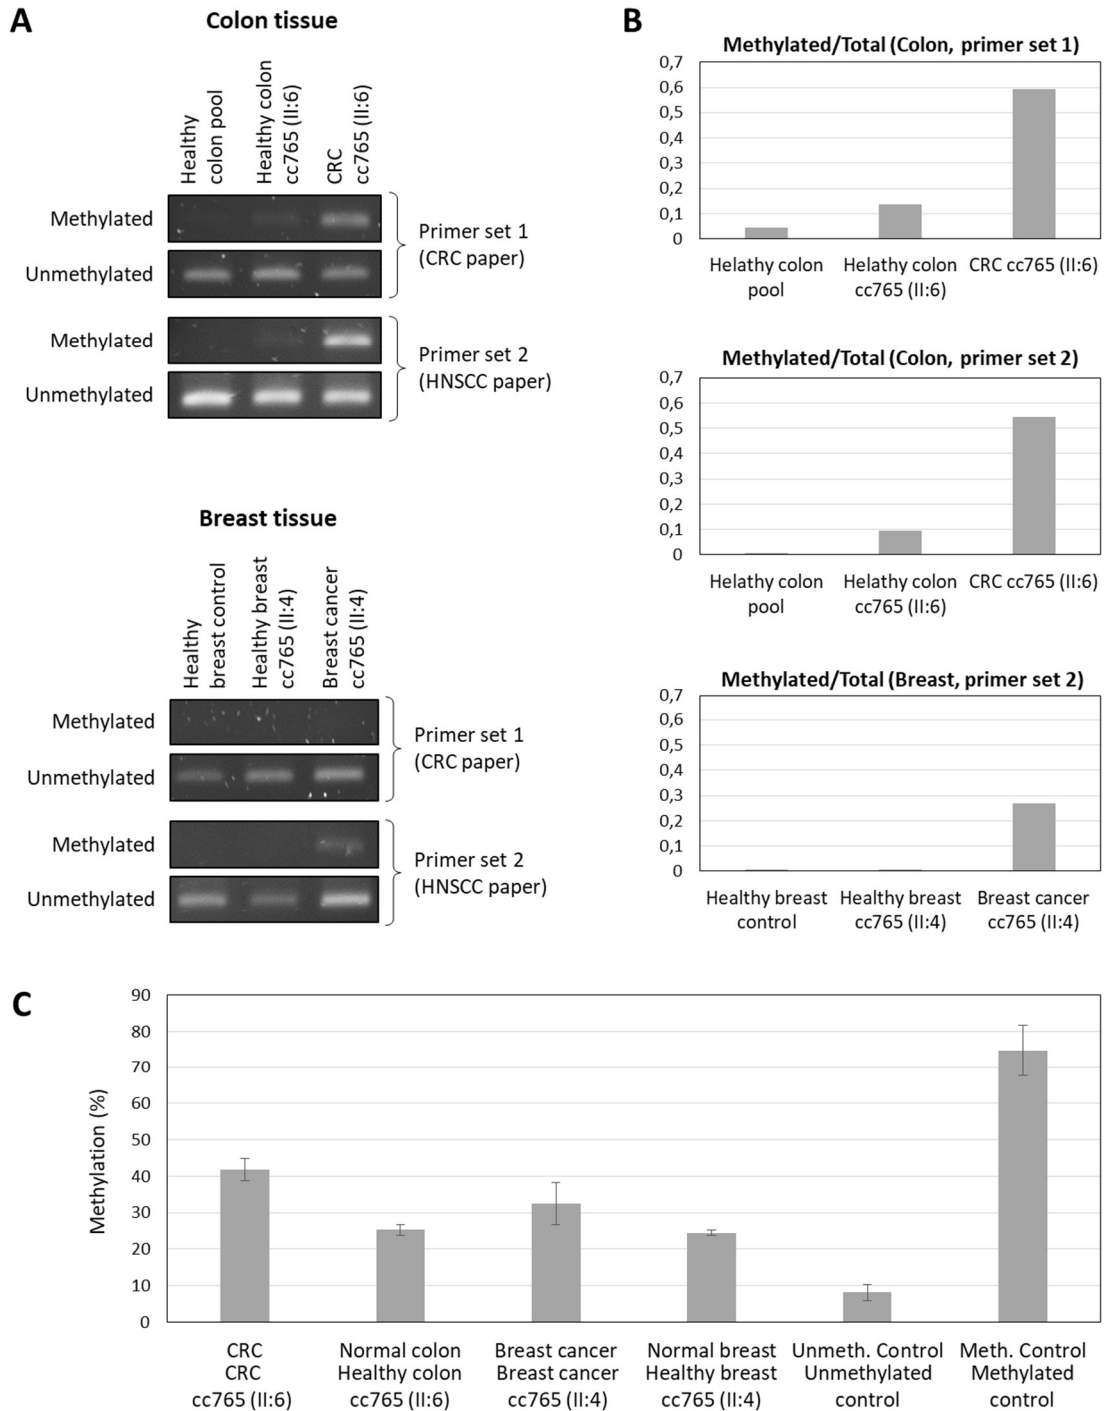 A
Colon tissue
Healthy
colon pool
Healthy colon
cc765 (II:6)
CRC
cc765 (II:6)
Methylated
Unmethylated
Primer set 1
(CRC paper)
Methylated
Unmethylated
Primer set 2
(HNSCC paper)
Breast tissue
Healthy
breast control
Healthy breast
cc765 (II:4)
Breast cancer
cc765 (II:4)
Methylated
Unmethylated
Primer set 1
(CRC paper)
Methylated
Unmethylated
Primer set 2
(HNSCC paper)
B
Methylated/Total (Colon, primer set 1)
0,7
0,6
0,5
0,4
0,3
0,2
0,1
0
Helathy colon
pool
Helathy colon
cc765 (II:6)
CRC cc765 (II:6)
Methylated/Total (Colon, primer set 2)
0,7
0,6
0,5
0,4
0,3
0,2
0,1
0
Helathy colon
pool
Helathy colon
cc765 (II:6)
CRC cc765 (II:6)
Methylated/Total (Breast, primer set 2)
0,7
0,6
0,5
0,4
0,3
0,2
0,1
0
Healthy breast
control
Healthy breast
cc765 (II:4)
Breast cancer
cc765 (II:4)
C
Methylation (%)
90
80
70
60
50
40
30
20
10
0
CRC
CRC
cc765 (II:6)
Normal colon
Healthy colon
cc765 (II:6)
Breast cancer
Breast cancer
cc765 (II:4)
Normal breast
Healthy breast
cc765 (II:4)
Unmeth. Control
Unmethylated
control
Meth. Control
Methylated
control